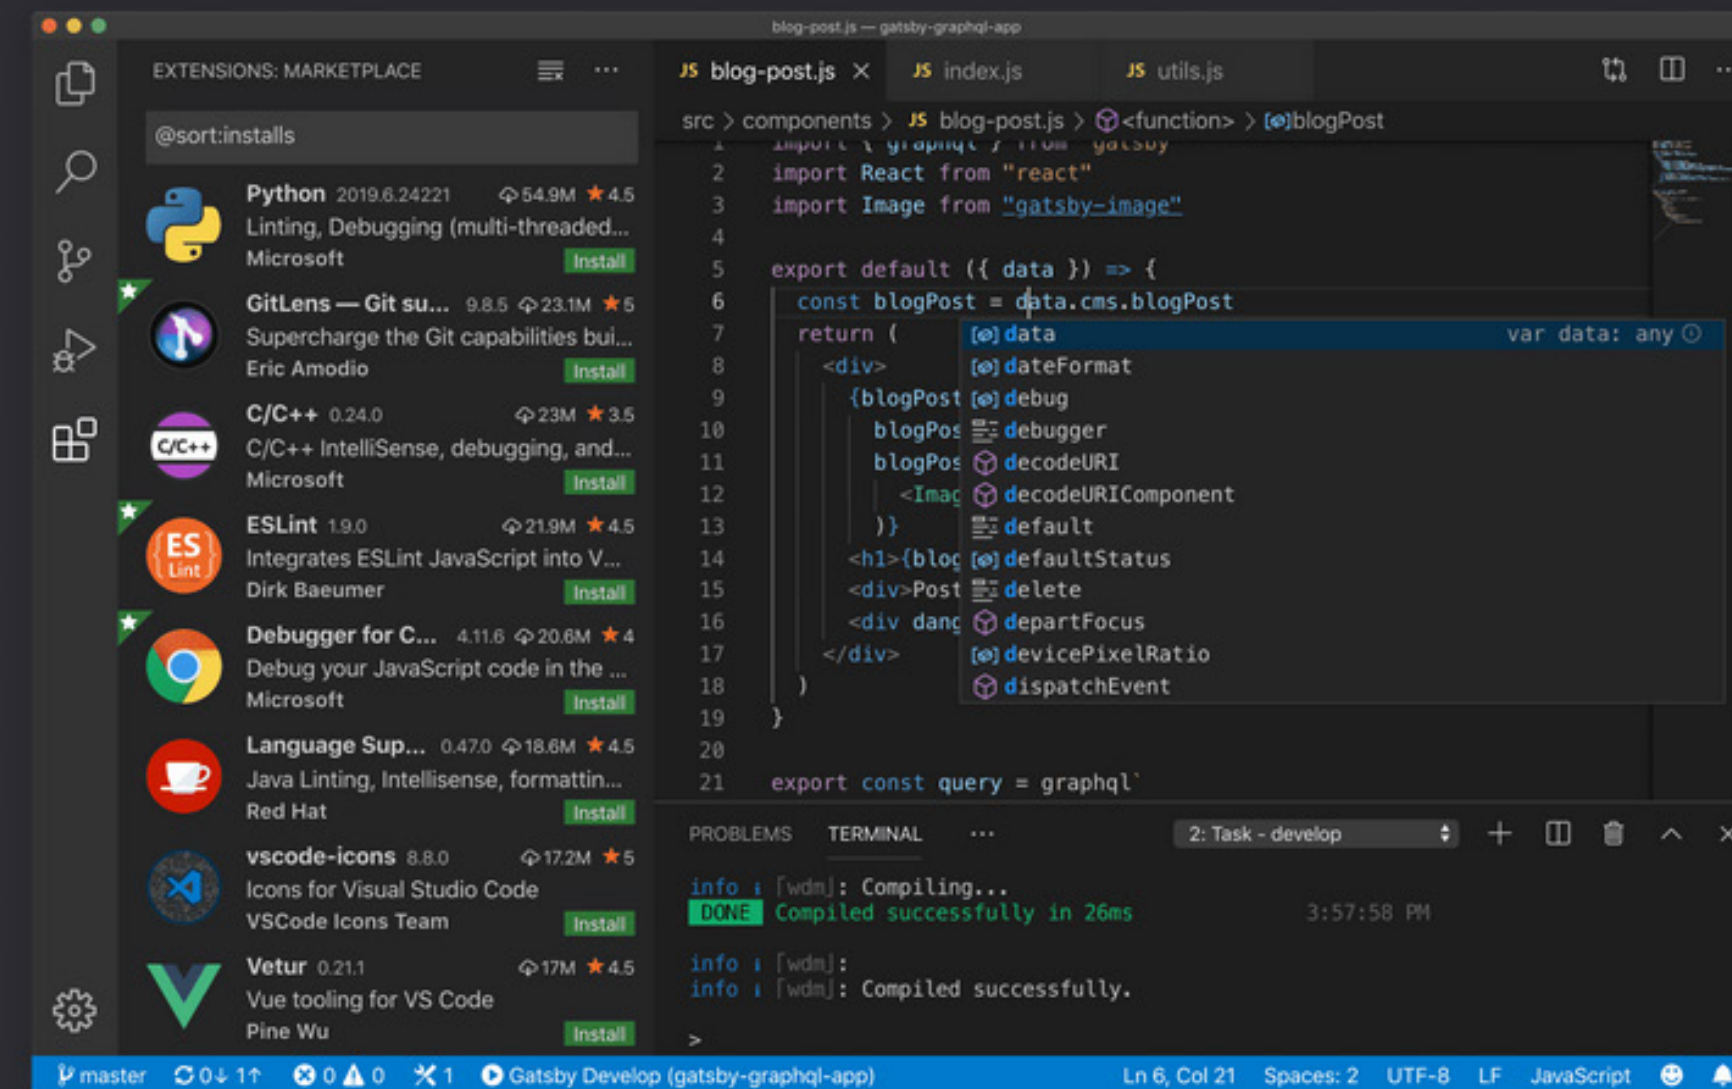 blog-post.js — gatsby-graphql-app
EXTENSIONS: MARKETPLACE
@sort:installs
Python 2019.6.24221 54.9M ★4.5
Linting, Debugging (multi-threaded...
Microsoft Install
GitLens — Git su... 9.8.5 23.1M ★5
Supercharge the Git capabilities bui...
Eric Amodio Install
C/C++
C/C++ 0.24.0 23M ★3.5
C/C++ IntelliSense, debugging, and...
Microsoft Install
ES
Lint
ESLint 1.9.0 21.9M ★4.5
Integrates ESLint JavaScript into V...
Dirk Baeumer Install
Debugger for C... 4.11.6 20.6M ★4
Debug your JavaScript code in the ...
Microsoft Install
Language Sup... 0.47.0 18.6M ★4.5
Java Linting, Intellisense, formattin...
Red Hat Install
vscode-icons 8.8.0 17.2M ★5
Icons for Visual Studio Code
VSCode Icons Team Install
Vetur 0.21.1 17M ★4.5
Vue tooling for VS Code
Pine Wu Install
JS blog-post.js × JS index.js JS utils.js
src > components > JS blog-post.js > <function> > blogPost
1 import { graphql } from "gatsby"
2 import React from "react"
3 import Image from "gatsby-image"
4
5 export default ({ data }) => {
6 const blogPost = data.cms.blogPost
7 return (
8 <div>
9 {blogPost
10 blogPos
11 blogPos
12 <Imag
13 )}
14 <h1>{blog
15 <div>Post
16 <div dang
17 </div>
18 )
19 }
20
21 export const query = graphql`
data var data: any
dateFormat
debug
debugger
decodeURI
decodeURIComponent
default
defaultStatus
delete
departFocus
devicePixelRatio
dispatchEvent
PROBLEMS TERMINAL ... 2: Task - develop
info i ｢wdm｣: Compiling...
DONE Compiled successfully in 26ms 3:57:58 PM
info i ｢wdm｣:
info i ｢wdm｣: Compiled successfully.
>
master 0↓ 1↑ 0 0 1 Gatsby Develop (gatsby-graphql-app) Ln 6, Col 21 Spaces: 2 UTF-8 LF JavaScript